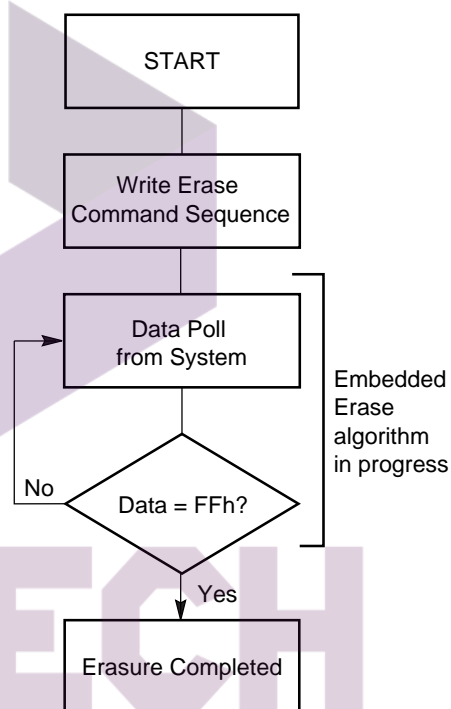 START
Write Erase
Command Sequence
Data Poll
from System
Embedded
Erase
algorithm
in progress
No
Data = FFh?
Yes
Erasure Completed
ECH